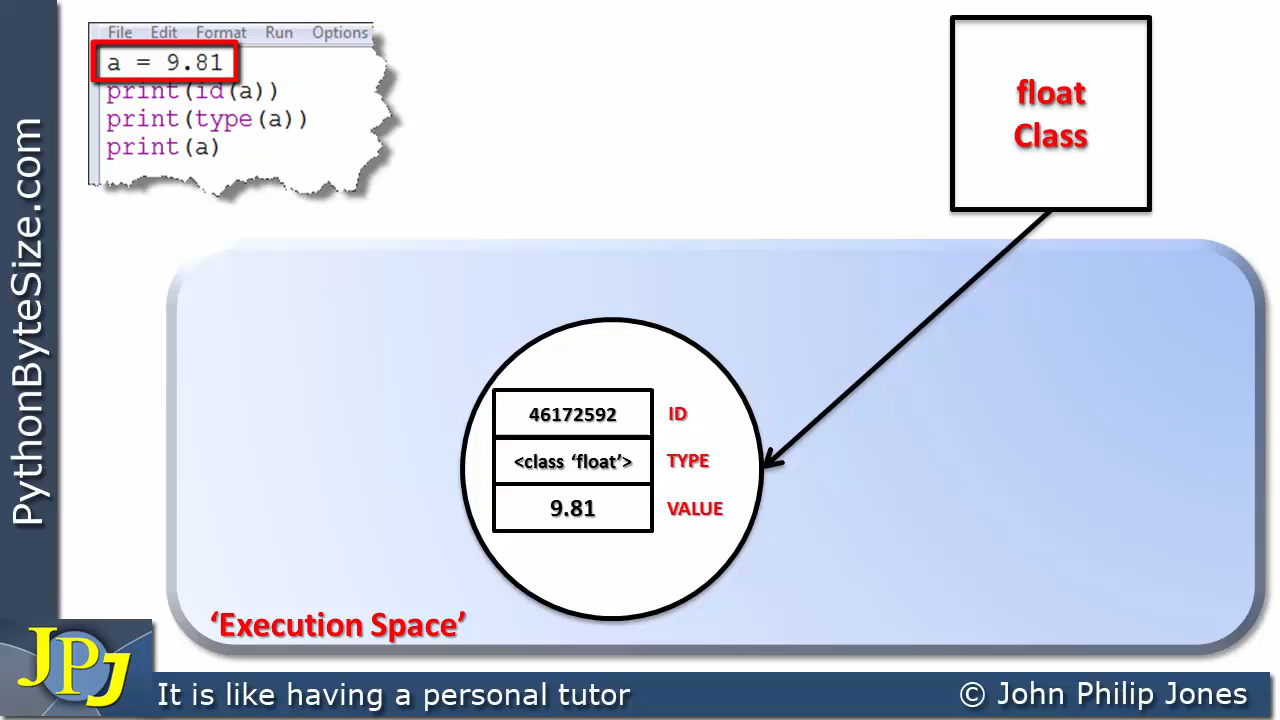 File Edit Format Run Options
a = 9.81
print(id(a))
print(type(a))
print(a)
float
Class
46172592 ID
<class ‘float’> TYPE
9.81 VALUE
‘Execution Space’
PythonByteSize.com
JPJ
It is like having a personal tutor
© John Philip Jones